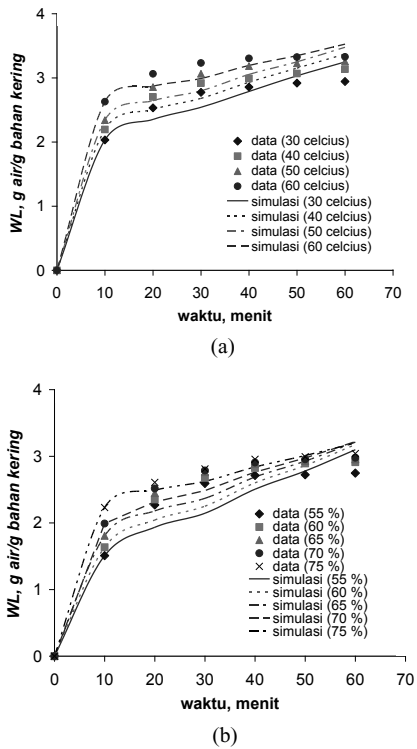 4
3
2
1
0
WL, g air/g bahan kering
data (30 celcius)
data (40 celcius)
data (50 celcius)
data (60 celcius)
simulasi (30 celcius)
simulasi (40 celcius)
simulasi (50 celcius)
simulasi (60 celcius)
0 10 20 30 40 50 60 70
waktu, menit
(a)
4
3
2
1
0
WL, g air/g bahan kering
data (55 %)
data (60 %)
data (65 %)
data (70 %)
data (75 %)
simulasi (55 %)
simulasi (60 %)
simulasi (65 %)
simulasi (70 %)
simulasi (75 %)
0 10 20 30 40 50 60 70
waktu, menit
(b)